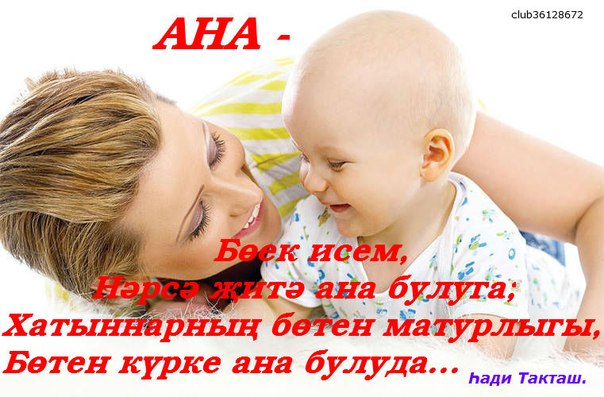 club36128672
АНА -
Бөек исем,
Нәрсә җитә ана булуга;
Хатыннарның бөтен матурлыгы,
Бөтен күрке ана булуда...
Һади Такташ.